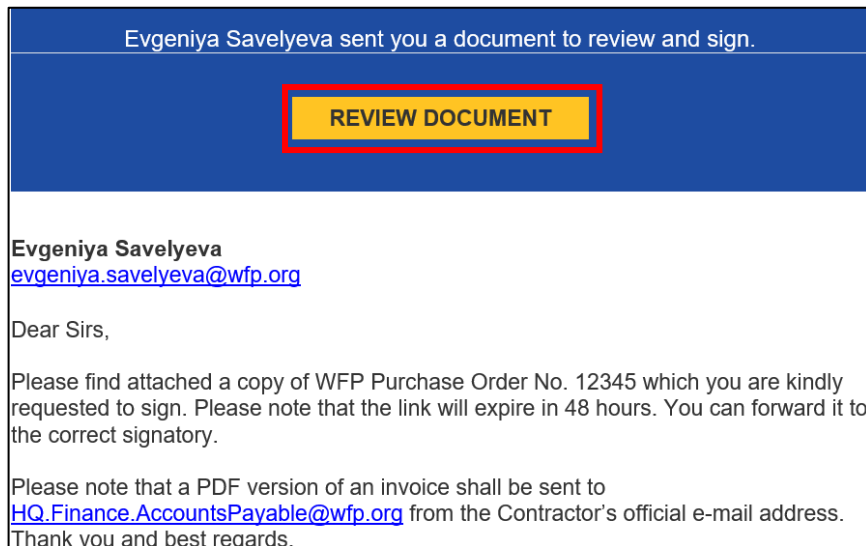 Evgeniya Savelyeva sent you a document to review and sign.
REVIEW DOCUMENT
Evgeniya Savelyeva
evgeniya.savelyeva@wfp.org
Dear Sirs,
Please find attached a copy of WFP Purchase Order No. 12345 which you are kindly
requested to sign. Please note that the link will expire in 48 hours. You can forward it to
the correct signatory.
Please note that a PDF version of an invoice shall be sent to
HQ.Finance.AccountsPayable@wfp.org from the Contractor's official e-mail address.
Thank you and best regards.